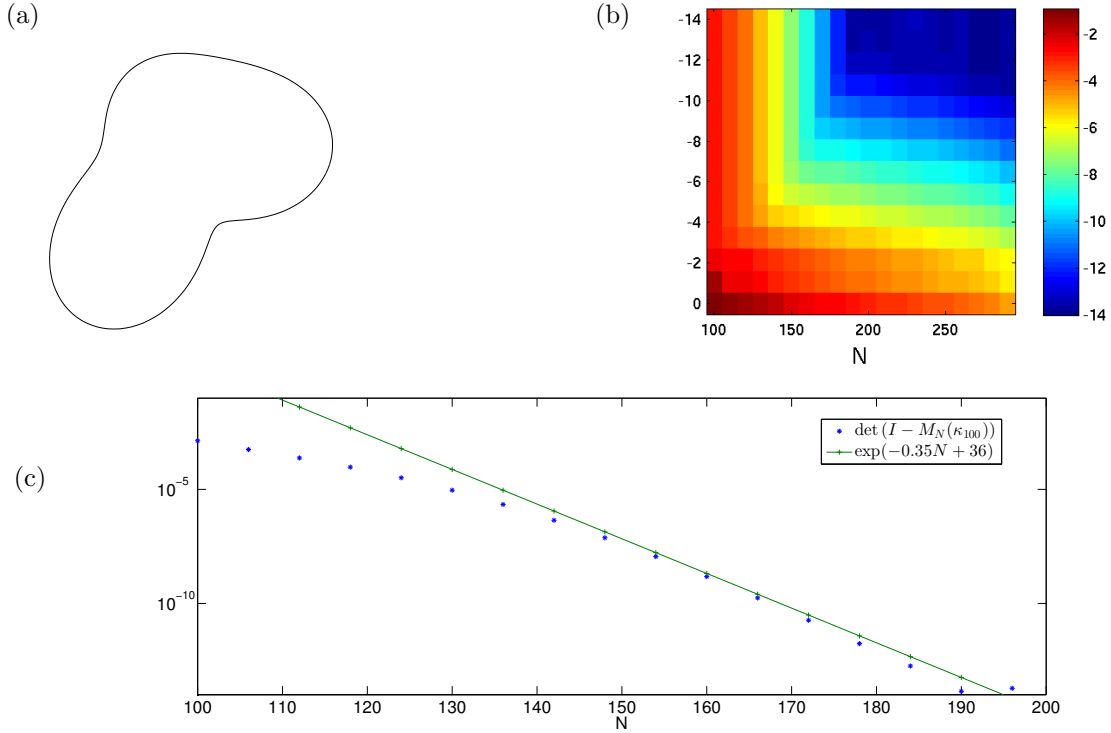 (a)
(b)
-14
-12
-10
-8
-6
-4
-2
0
100 150 200 250
N
-2
-4
-6
-8
-10
-12
-14
(c)
det(I − M_N(κ_100))
exp(−0.35N + 36)
10^-5
10^-10
100 110 120 130 140 150 160 170 180 190 200
N